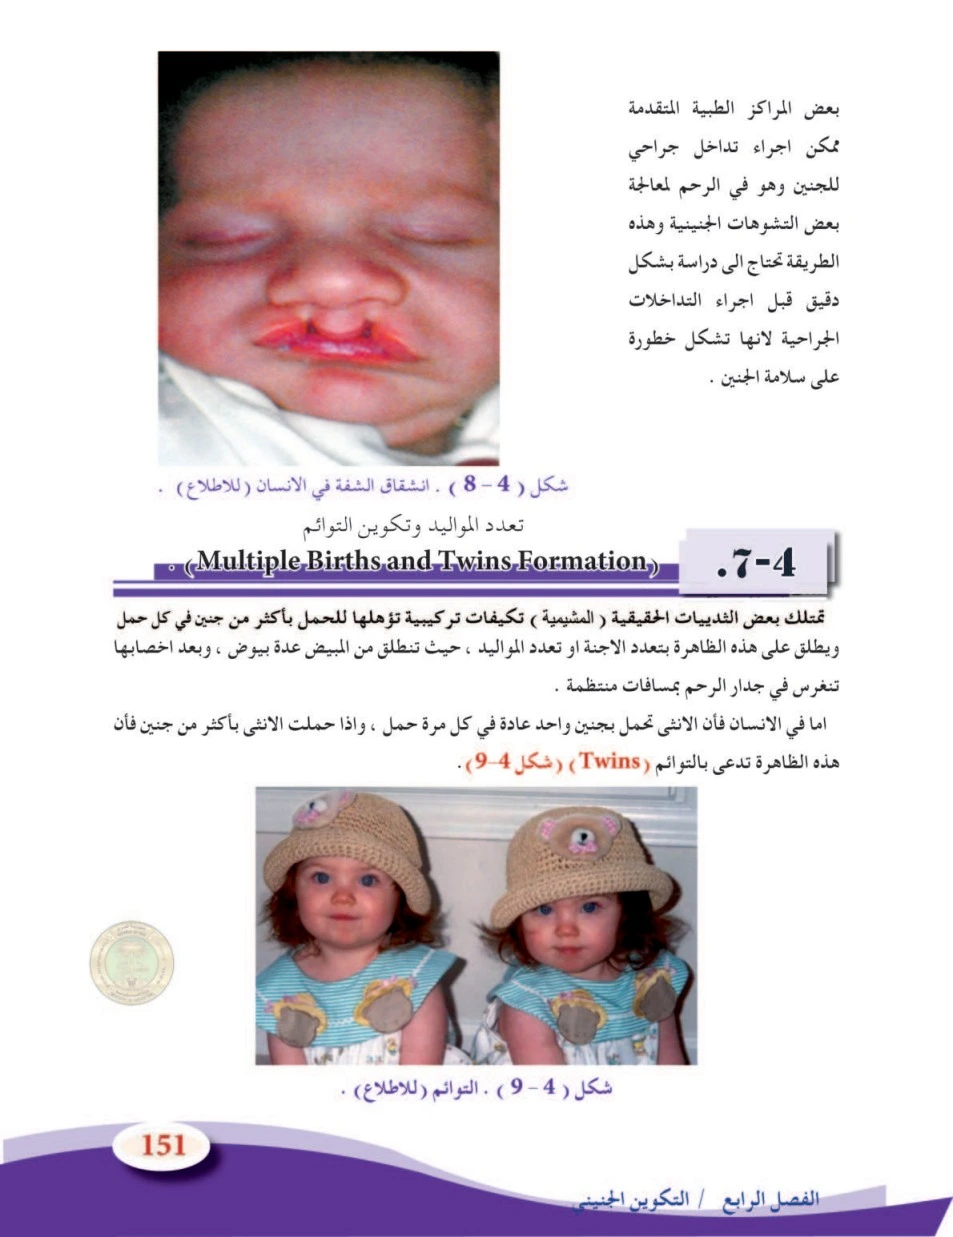 بعض المراكز الطبية المتقدمة
ممكن اجراء تداخل جراحي
للجنين وهو في الرحم لمعالجة
بعض التشوهات الجنينية وهذه
الطريقة تحتاج الى دراسة بشكل
دقيق قبل اجراء التداخلات
الجراحية لانها تشكل خطورة
على سلامة الجنين .
شكل ( 4 – 8 ) . انشقاق الشفة في الانسان (للاطلاع) .
تعدد المواليد وتكوين التوائم
7-4.
(Multiple Births and Twins Formation) .
تمتلك بعض الثدييات الحقيقية ( المشيمية ) تكيفات تركيبية تؤهلها للحمل بأكثر من جنين في كل حمل
ويطلق على هذه الظاهرة بتعدد الاجنة او تعدد المواليد ، حيث تنطلق من المبيض عدة بيوض ، وبعد اخصابها
تنغرس في جدار الرحم بمسافات منتظمة .
اما في الانسان فأن الانثى تحمل بجنين واحد عادة في كل مرة حمل ، واذا حملت الانثى بأكثر من جنين فأن
هذه الظاهرة تدعى بالتوائم ( Twins ) ( شكل 4–9 ) .
شكل ( 4 – 9 ) . التوائم (للاطلاع) .
151
الفصل الرابع / التكوين الجنيني